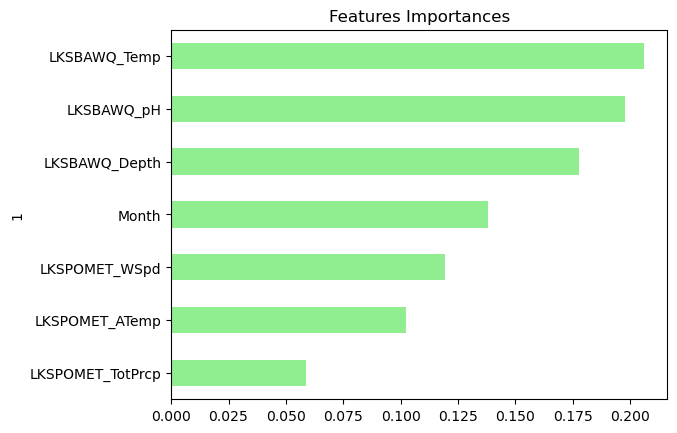 Features Importances
LKSBAWQ_Temp
LKSBAWQ_pH
LKSBAWQ_Depth
Month
LKSPOMET_WSpd
LKSPOMET_ATemp
LKSPOMET_TotPrcp
1
0.000 0.025 0.050 0.075 0.100 0.125 0.150 0.175 0.200